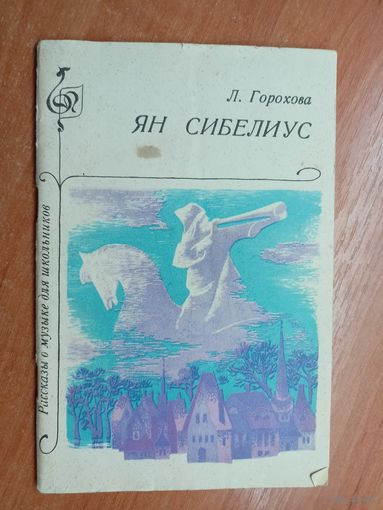 Л. Горохова
ЯН СИБЕЛИУС
Рассказы о музыке для школьников